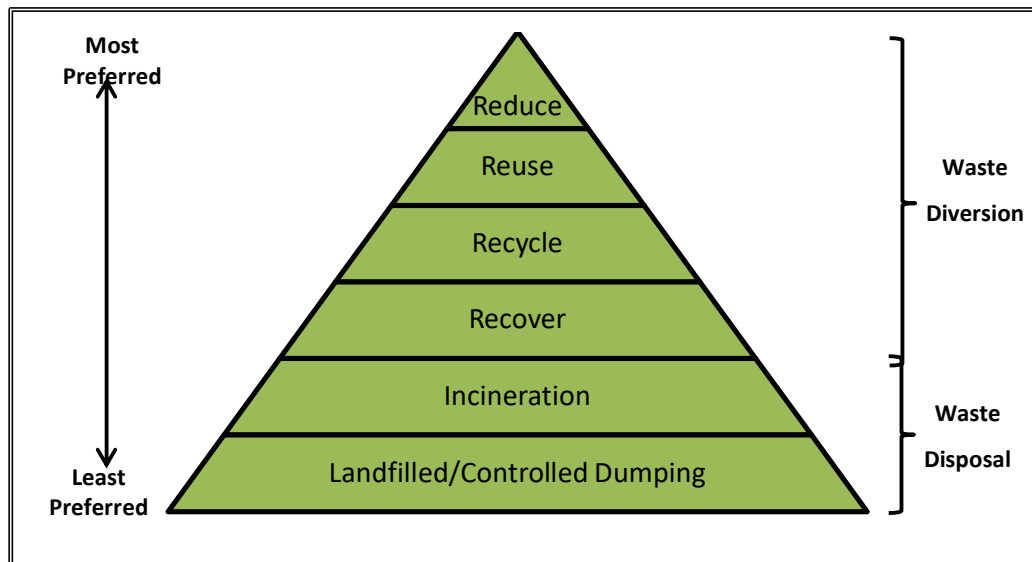 Most
Preferred
Reduce
Reuse
Recycle
Recover
Incineration
Landfilled/Controlled Dumping
Least
Preferred
Waste
Diversion
Waste
Disposal